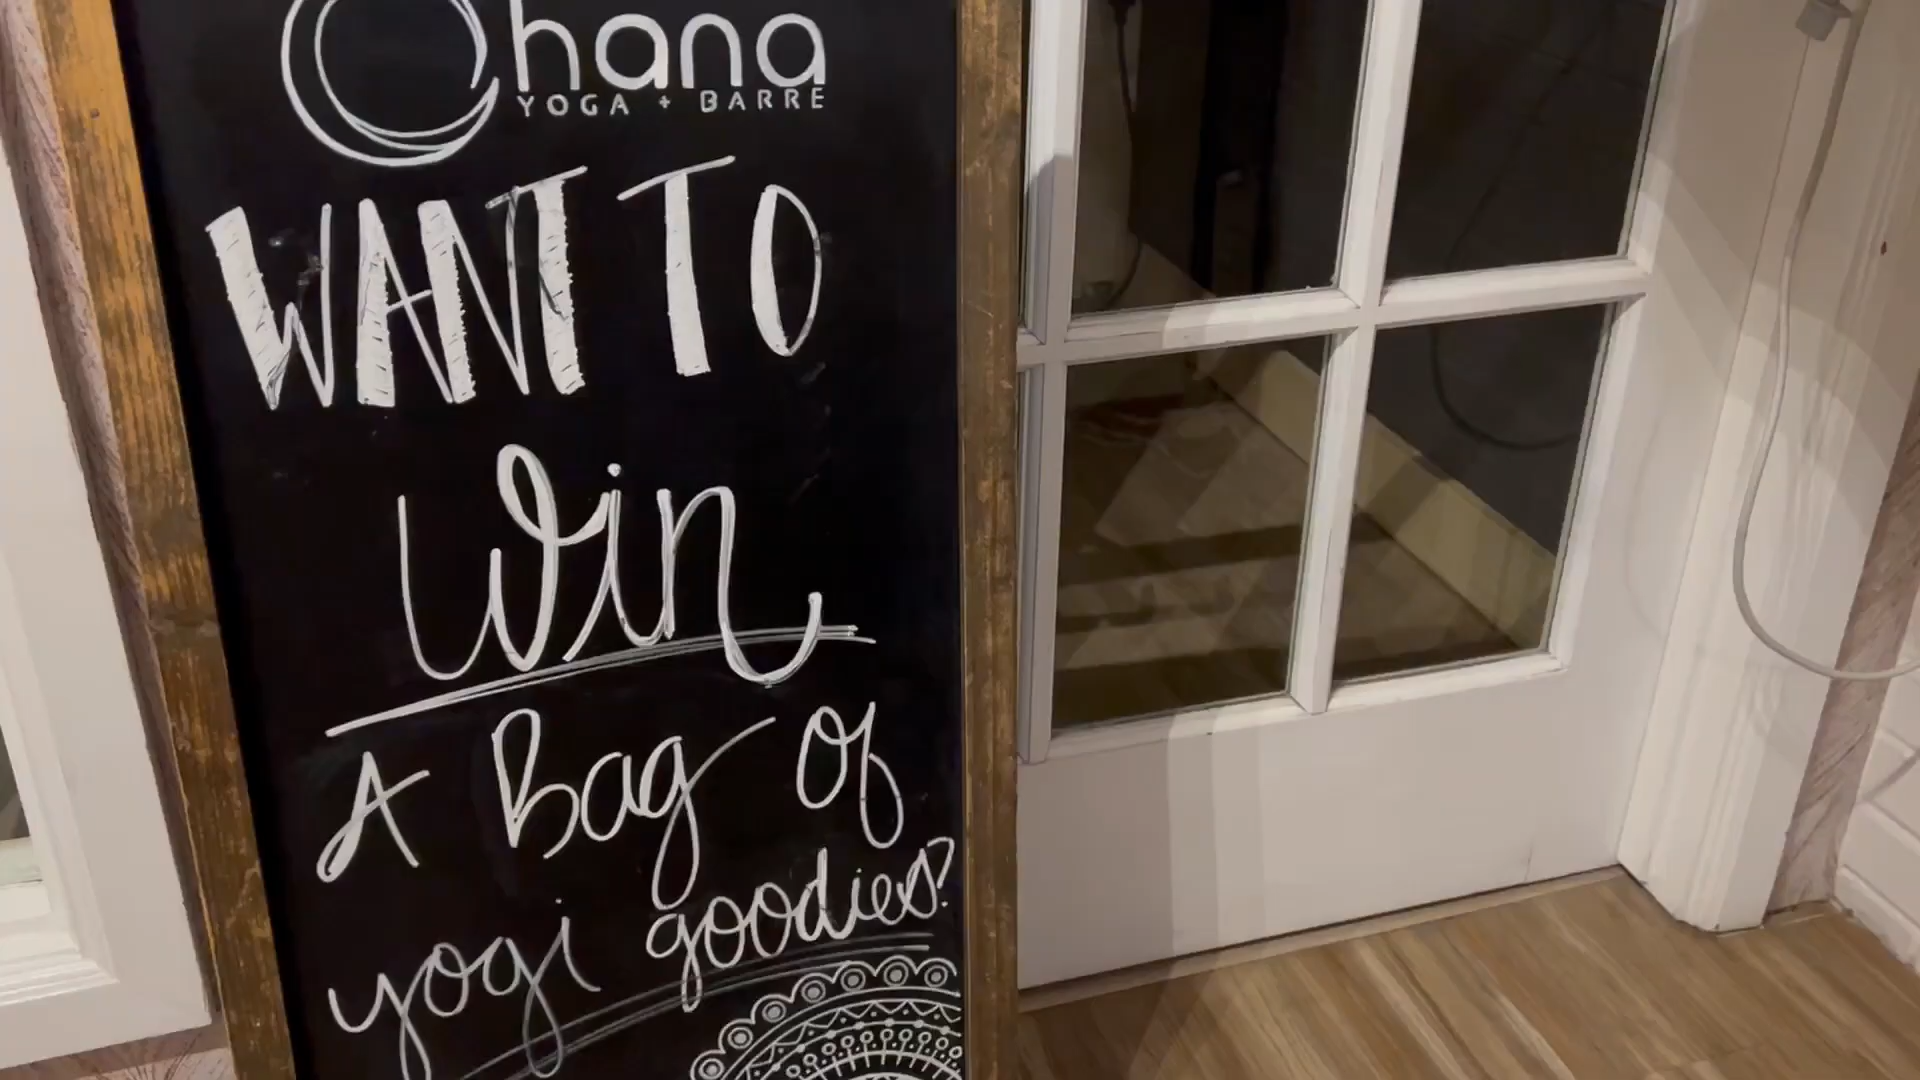 Ohana
YOGA + BARRE
WANT TO
Win
A Bag of
yogi goodies?